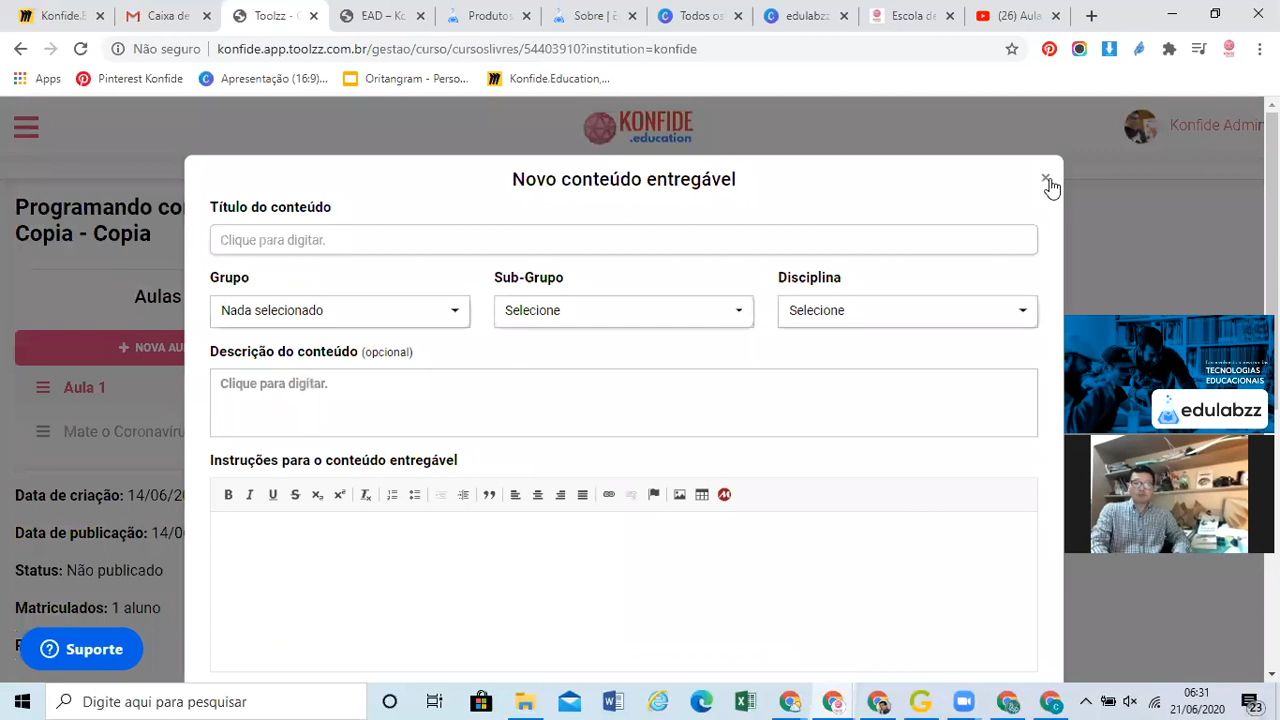 Konfide.E
Caixa de
Toolzz - C
EAD – Ko
Produtos
Sobre | é
Todos o
edulabzz
Escola de
(26) Aul
Não seguro
konfide.app.toolzz.com.br/gestao/curso/cursoslivres/54403910?institution=konfide
Apps
Pinterest Konfide
Apresentação (16:9)...
Oritangram - Perso...
Konfide.Education,...
KONFIDE
.education
Konfide Admin
Novo conteúdo entregável
Programando co
Copia - Copia
Título do conteúdo
Clique para digitar.
Grupo
Sub-Grupo
Disciplina
Nada selecionado
Selecione
Selecione
Aulas
NOVA AU
Aula 1
Mate o Coronavíru
Descrição do conteúdo (opcional)
Clique para digitar.
Instruções para o conteúdo entregável
Data de criação: 14/06/20
Data de publicação: 14/0
Status: Não publicado
Matriculados: 1 aluno
Suporte
TECNOLOGIAS
EDUCACIONAIS
edulabzz
Digite aqui para pesquisar
06:31
21/06/2020
23